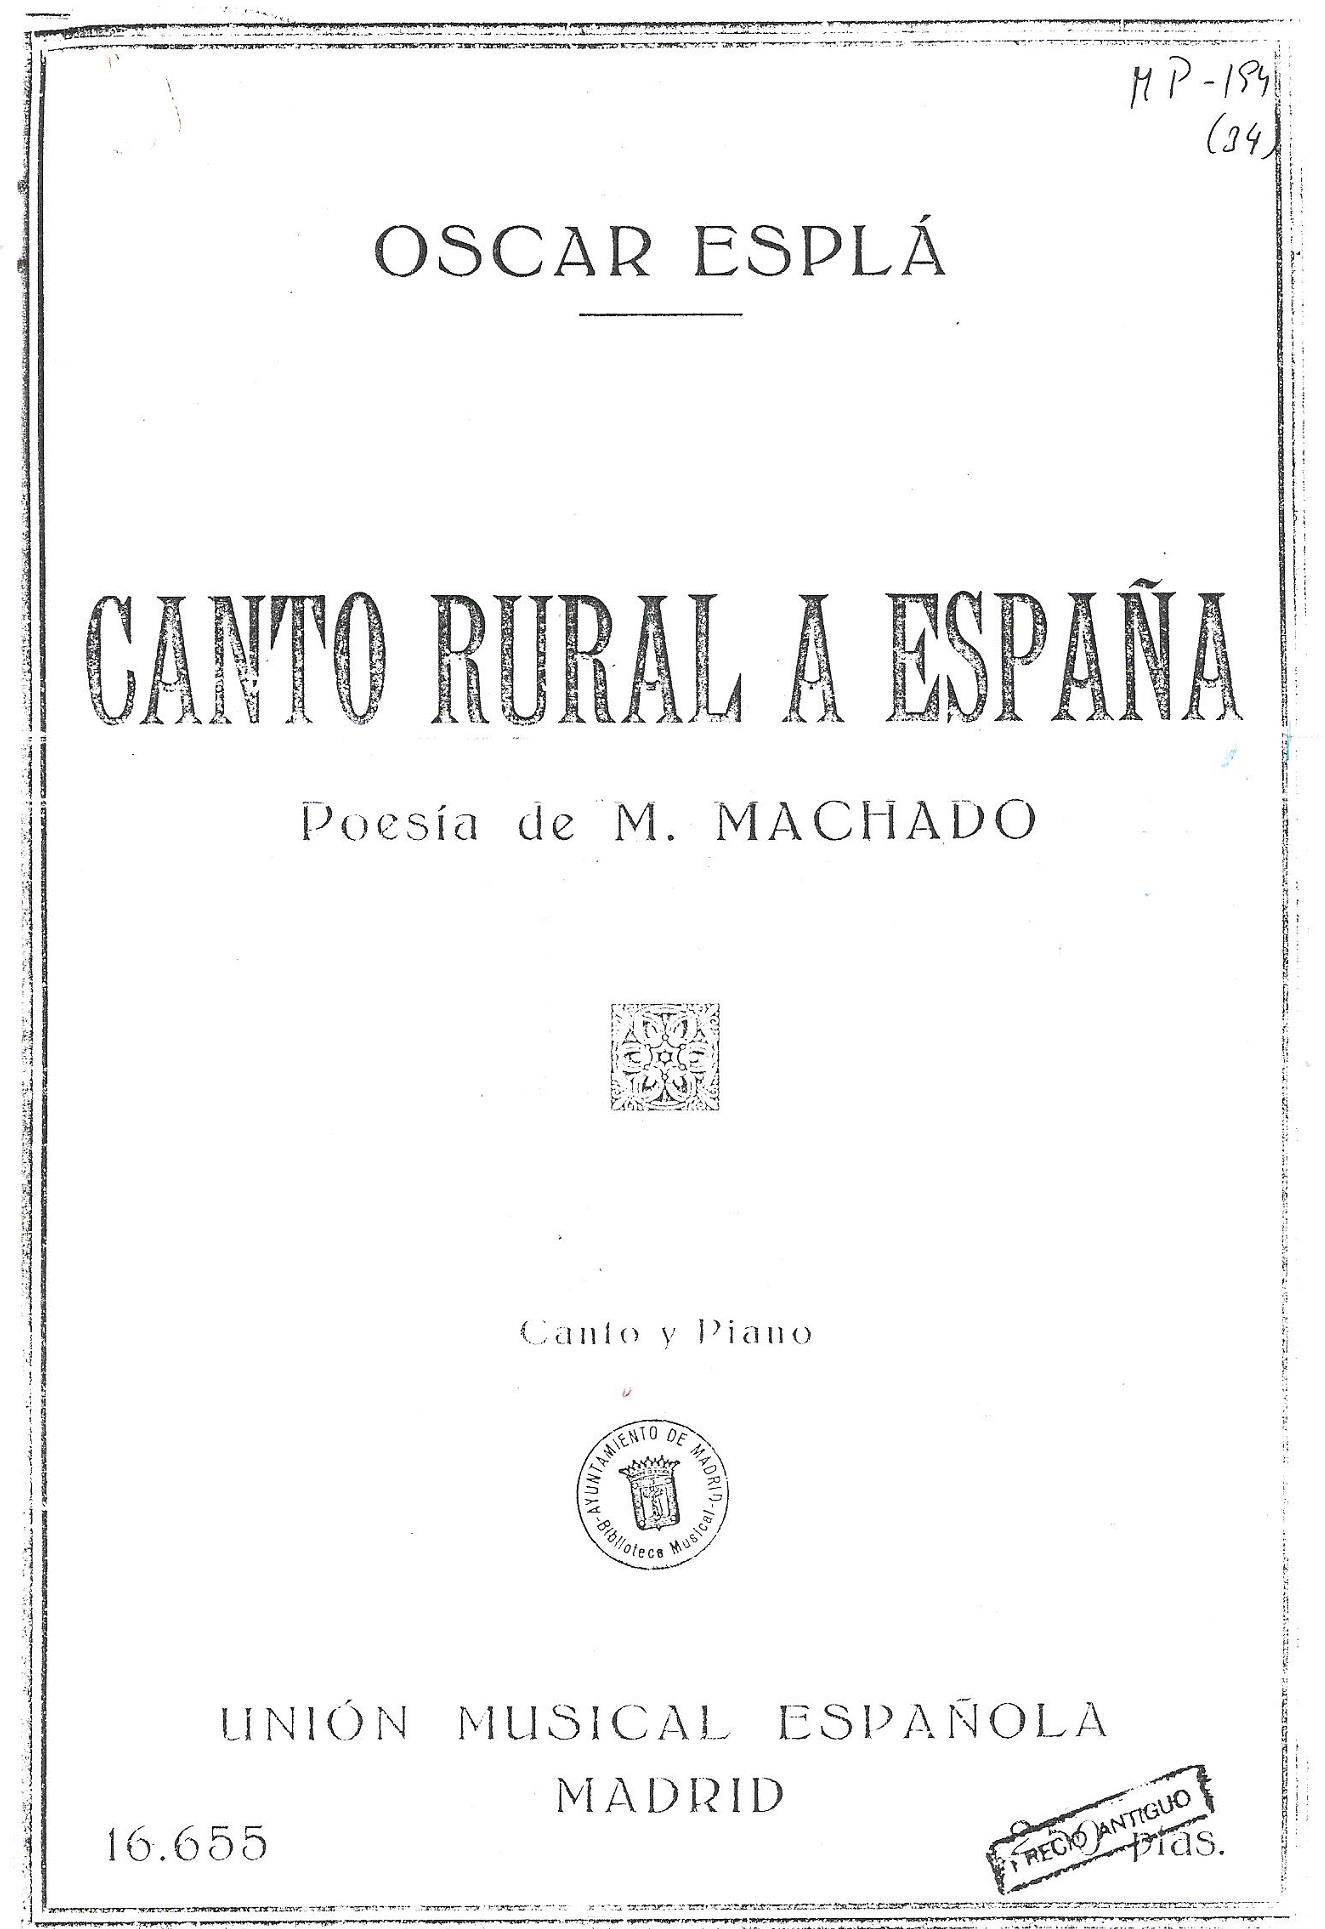 MP-194
(34)
OSCAR ESPLÁ
CANTO RURAL A ESPAÑA
Poesía de M. MACHADO
Canto y Piano
AYUNTAMIENTO DE MADRID
-Biblioteca Musical-
UNIÓN MUSICAL ESPAÑOLA
MADRID
16.655
PRECIO ANTIGUO
ptas.